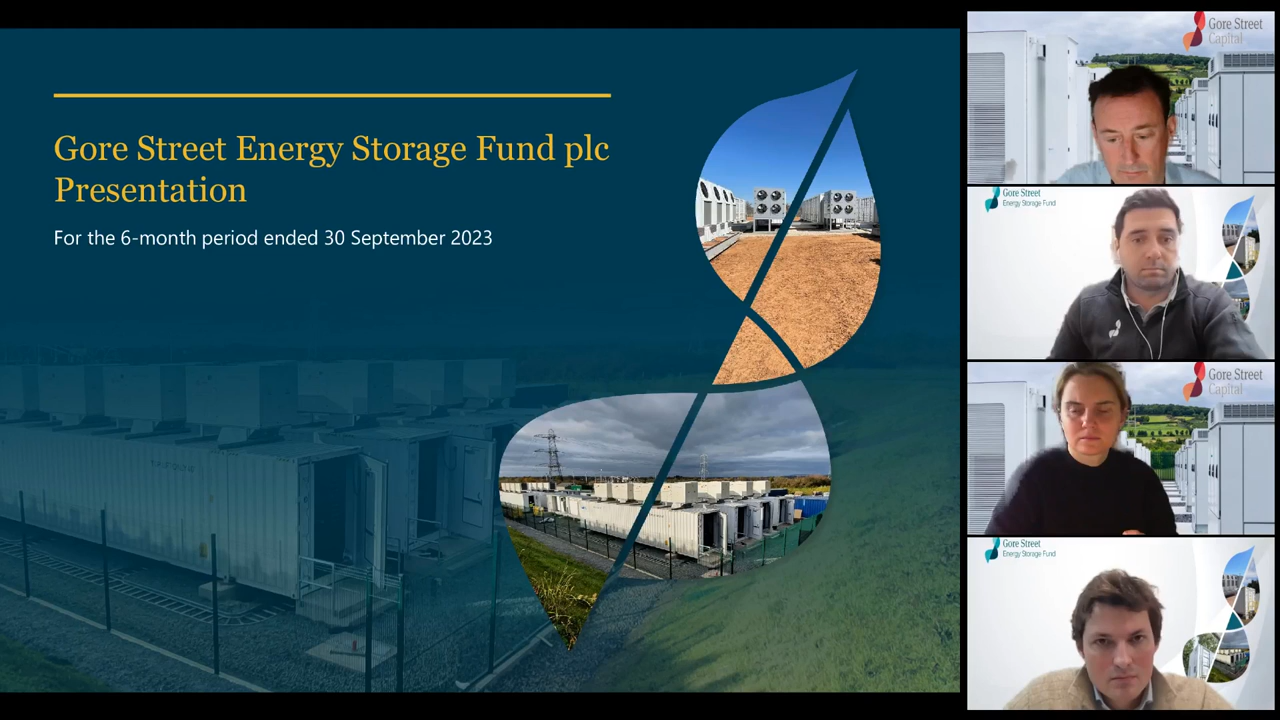 Gore Street Energy Storage Fund plc
Presentation
For the 6-month period ended 30 September 2023
Gore Street
Capital
Gore Street
Energy Storage Fund
Gore Street
Capital
Gore Street
Energy Storage Fund